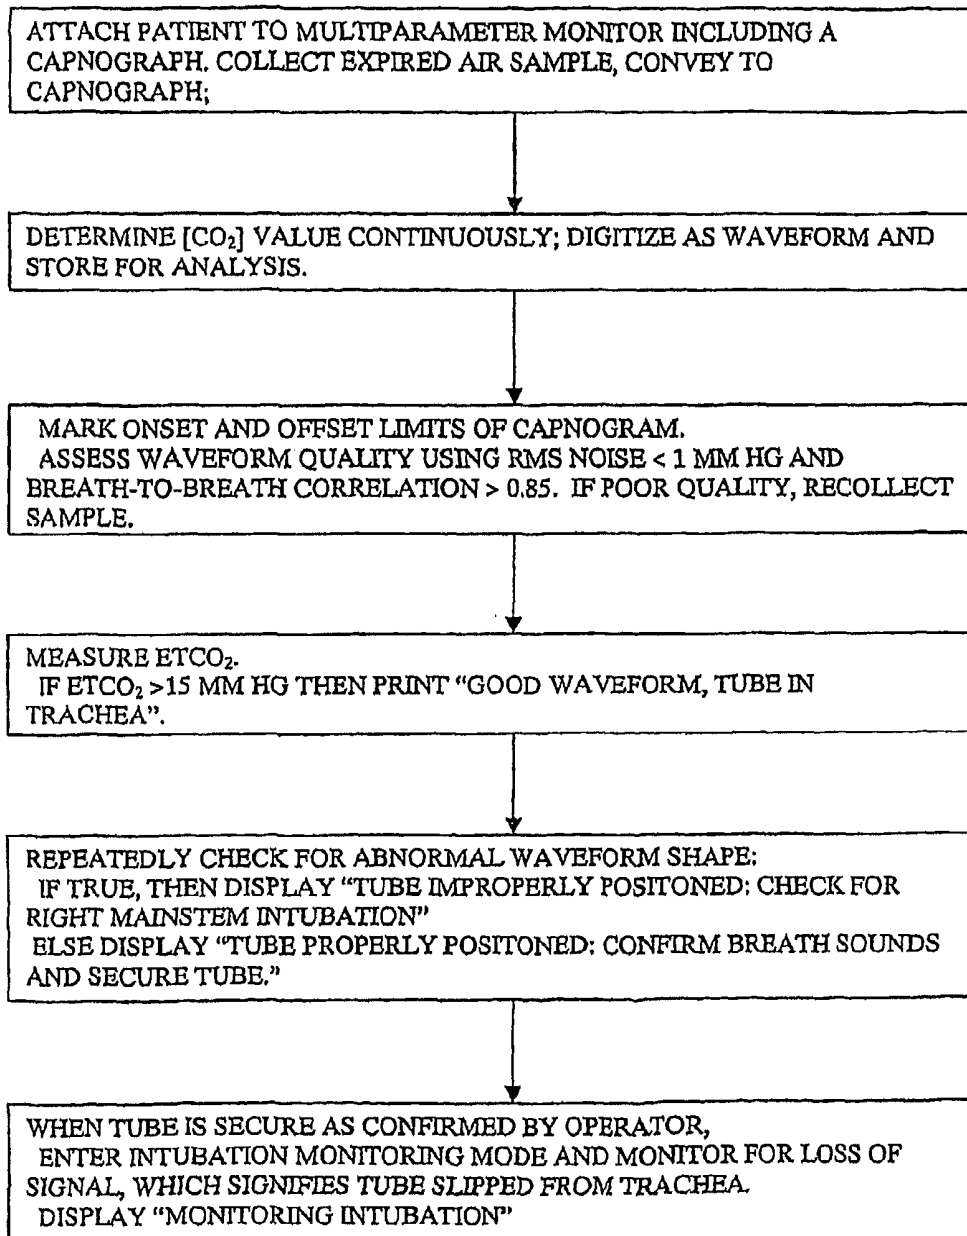 ATTACH PATIENT TO MULTIPARAMETER MONITOR INCLUDING A
CAPNOGRAPH. COLLECT EXPIRED AIR SAMPLE, CONVEY TO
CAPNOGRAPH;
DETERMINE [CO₂] VALUE CONTINUOUSLY; DIGITIZE AS WAVEFORM AND
STORE FOR ANALYSIS.
MARK ONSET AND OFFSET LIMITS OF CAPNOGRAM.
ASSESS WAVEFORM QUALITY USING RMS NOISE < 1 MM HG AND
BREATH-TO-BREATH CORRELATION > 0.85. IF POOR QUALITY, RECOLLECT
SAMPLE.
MEASURE ETCO₂.
IF ETCO₂ >15 MM HG THEN PRINT “GOOD WAVEFORM, TUBE IN
TRACHEA”.
REPEATEDLY CHECK FOR ABNORMAL WAVEFORM SHAPE:
IF TRUE, THEN DISPLAY “TUBE IMPROPERLY POSITONED: CHECK FOR
RIGHT MAINSTEM INTUBATION”
ELSE DISPLAY “TUBE PROPERLY POSITONED: CONFIRM BREATH SOUNDS
AND SECURE TUBE.”
WHEN TUBE IS SECURE AS CONFIRMED BY OPERATOR,
ENTER INTUBATION MONITORING MODE AND MONITOR FOR LOSS OF
SIGNAL, WHICH SIGNIFIES TUBE SLIPPED FROM TRACHEA.
DISPLAY “MONITORING INTUBATION”